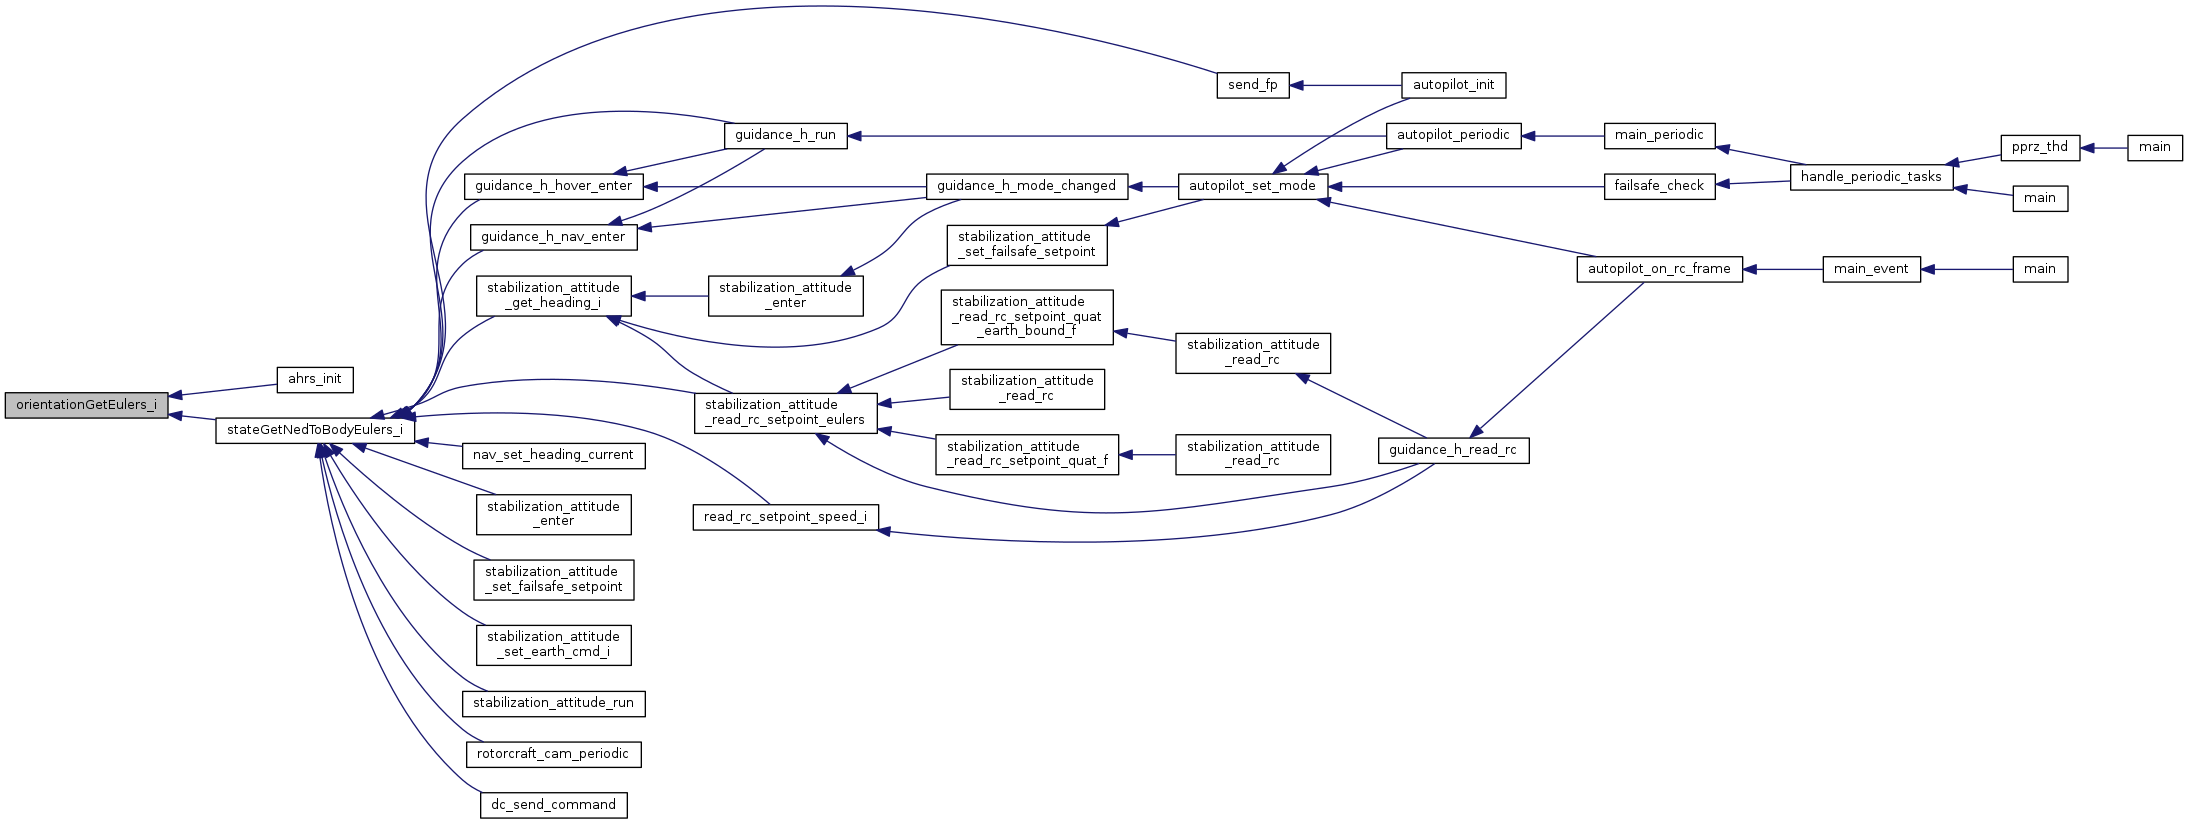 send_fp
autopilot_init
guidance_h_run
autopilot_periodic
main_periodic
pprz_thd
main
guidance_h_hover_enter
guidance_h_mode_changed
autopilot_set_mode
failsafe_check
handle_periodic_tasks
main
guidance_h_nav_enter
stabilization_attitude
_set_failsafe_setpoint
autopilot_on_rc_frame
main_event
main
stabilization_attitude
_get_heading_i
stabilization_attitude
_enter
stabilization_attitude
_read_rc_setpoint_quat
_earth_bound_f
stabilization_attitude
_read_rc
ahrs_init
orientationGetEulers_i
stateGetNedToBodyEulers_i
stabilization_attitude
_read_rc_setpoint_eulers
stabilization_attitude
_read_rc
stabilization_attitude
_read_rc_setpoint_quat_f
stabilization_attitude
_read_rc
guidance_h_read_rc
nav_set_heading_current
stabilization_attitude
_enter
read_rc_setpoint_speed_i
stabilization_attitude
_set_failsafe_setpoint
stabilization_attitude
_set_earth_cmd_i
stabilization_attitude_run
rotorcraft_cam_periodic
dc_send_command